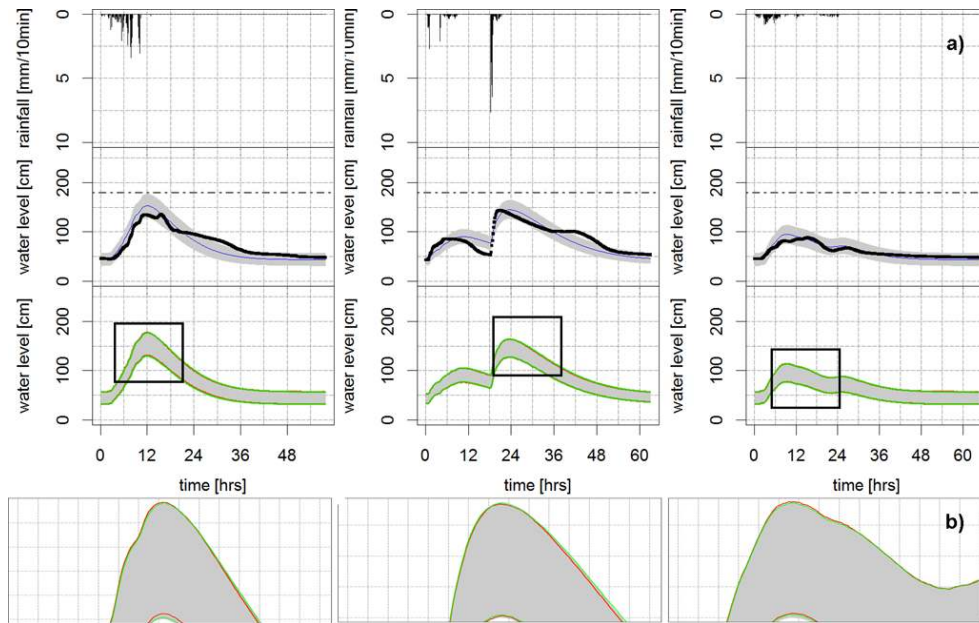 a)
rainfall [mm/10min]
0
5
10
rainfall [mm/10min]
0
5
10
rainfall [mm/10min]
0
5
10
water level [cm]
0
100
200
water level [cm]
0
100
200
water level [cm]
0
100
200
water level [cm]
0
100
200
water level [cm]
0
100
200
water level [cm]
0
100
200
0 12 24 36 48
0 12 24 36 48 60
0 12 24 36 48 60
time [hrs]
time [hrs]
time [hrs]
b)